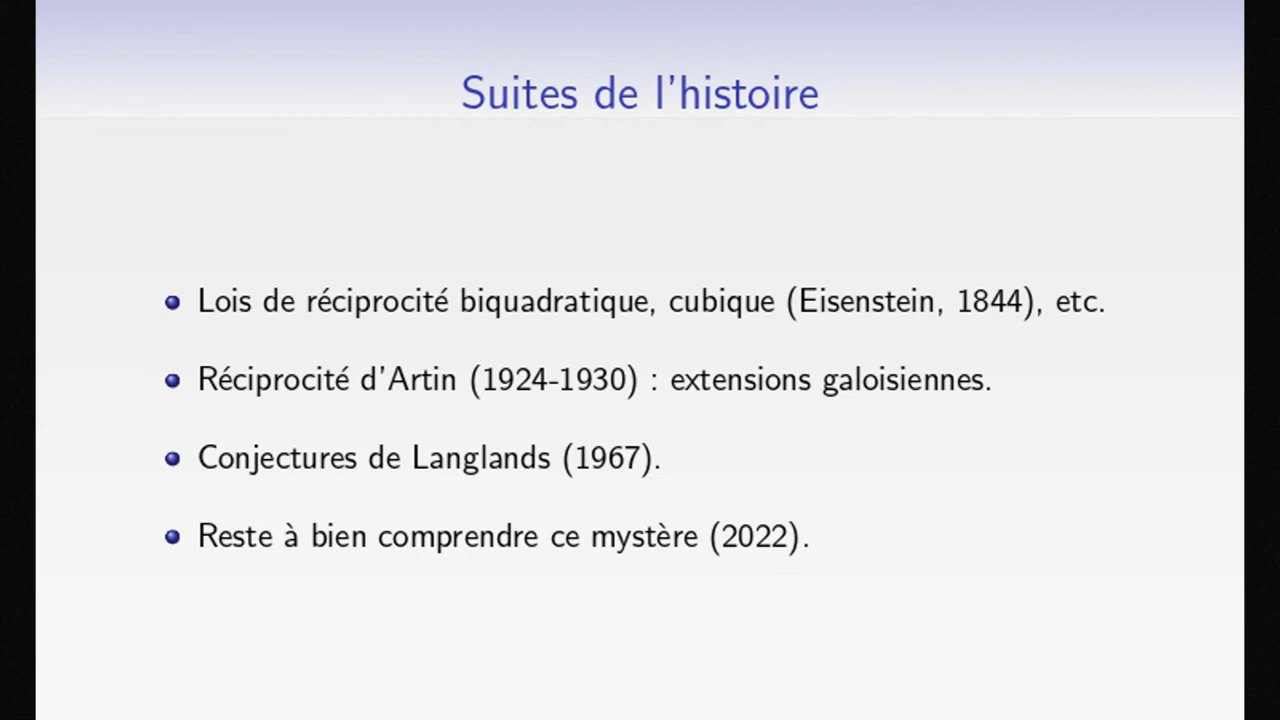 Suites de l'histoire
Lois de réciprocité biquadratique, cubique (Eisenstein, 1844), etc.
Réciprocité d'Artin (1924-1930) : extensions galoisiennes.
Conjectures de Langlands (1967).
Reste à bien comprendre ce mystère (2022).